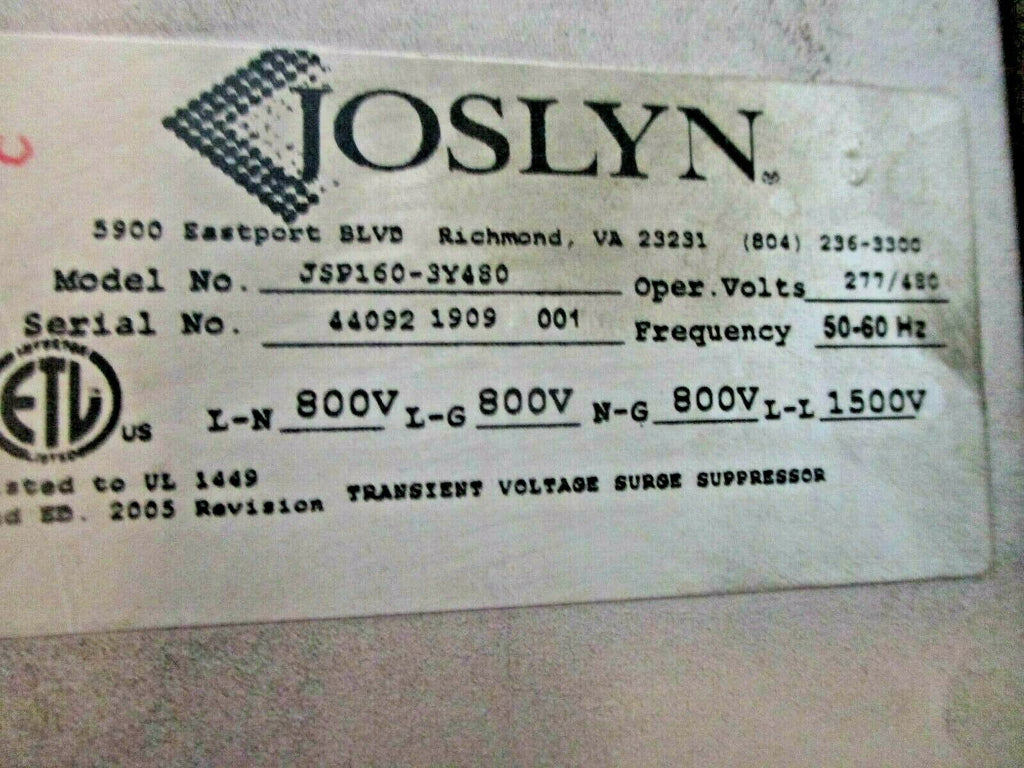 JOSLYN
5900 Eastport BLVD Richmond, VA 23231 (804) 236-3300
Model No. JSP160-3Y480 Oper.Volts 277/480
Serial No. 44092 1909 001 Frequency 50-60 Hz
ETL US
LISTED
L-N 800V L-G 800V N-G 800V L-L 1500V
sted to UL 1449
d ED. 2005 Revision
TRANSIENT VOLTAGE SURGE SUPPRESSOR